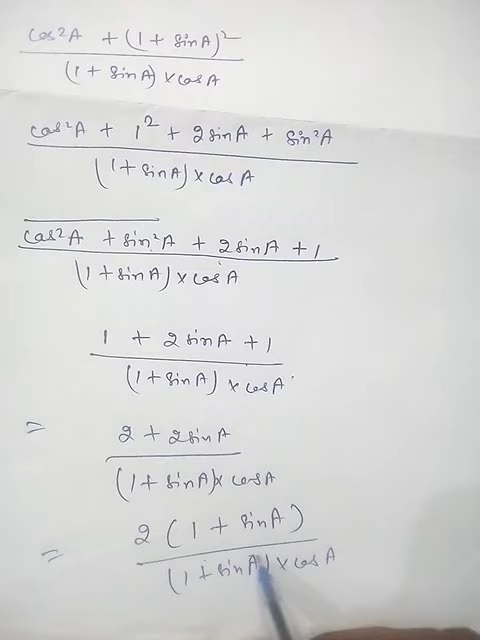 cos²A + (1 + sinA)²
(1 + sinA) × cosA
cos²A + 1² + 2sinA + sin²A
(1 + sinA) × cosA
cos²A + sin²A + 2sinA + 1
(1 + sinA) × cosA
1 + 2sinA + 1
(1 + sinA) × cosA
= 2 + 2sinA
(1 + sinA) × cosA
= 2 (1 + sinA)
(1 + sinA) × cosA